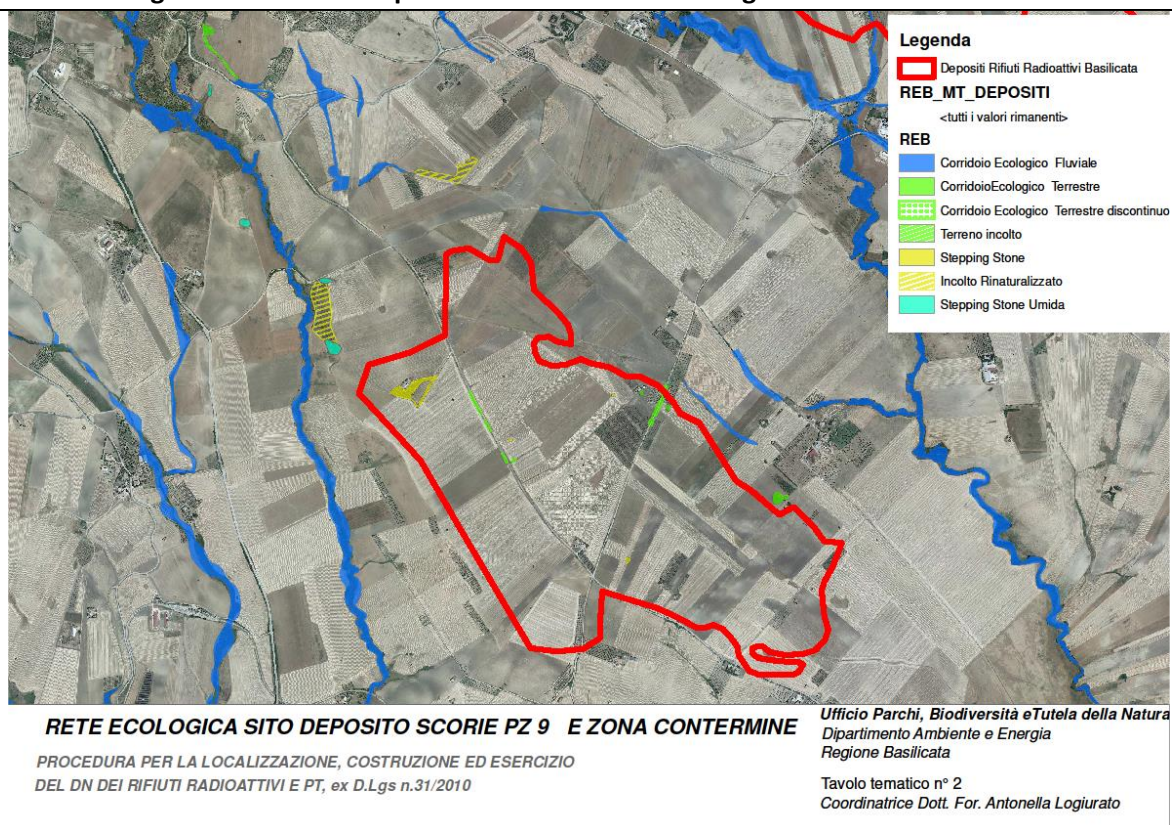 Legenda
Depositi Rifiuti Radioattivi Basilicata
REB_MT_DEPOSITI
<tutti i valori rimanenti>
REB
Corridoio Ecologico Fluviale
CorridoioEcologico Terrestre
Corridoio Ecologico Terrestre discontinuo
Terreno incolto
Stepping Stone
Incolto Rinaturalizzato
Stepping Stone Umida
RETE ECOLOGICA SITO DEPOSITO SCORIE PZ 9 E ZONA CONTERMINE
PROCEDURA PER LA LOCALIZZAZIONE, COSTRUZIONE ED ESERCIZIO
DEL DN DEI RIFIUTI RADIOATTIVI E PT, ex D.Lgs n.31/2010
Ufficio Parchi, Biodiversità eTutela della Natura
Dipartimento Ambiente e Energia
Regione Basilicata
Tavolo tematico n° 2
Coordinatrice Dott. For. Antonella Logiurato